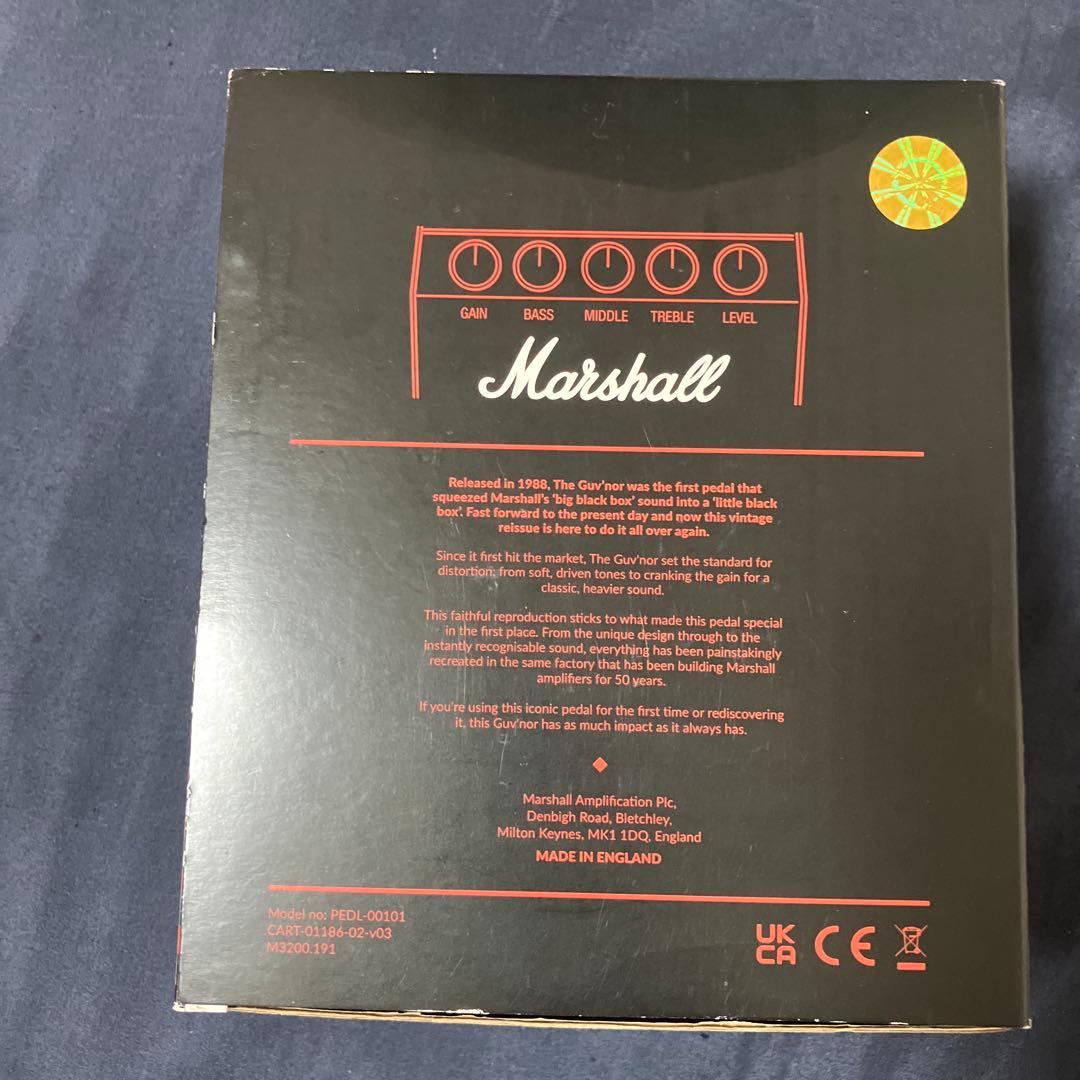 GAIN BASS MIDDLE TREBLE LEVEL
Marshall
Released in 1988, The Guv'nor was the first pedal that
squeezed Marshall's 'big black box' sound into a 'little black
box'. Fast forward to the present day and now this vintage
reissue is here to do it all over again.
Since it first hit the market, The Guv'nor set the standard for
distortion: from soft, driven tones to cranking the gain for a
classic, heavier sound.
This faithful reproduction sticks to what made this pedal special
in the first place. From the unique design through to the
instantly recognisable sound, everything has been painstakingly
recreated in the same factory that has been building Marshall
amplifiers for 50 years.
If you're using this iconic pedal for the first time or rediscovering
it, this Guv'nor has as much impact as it always has.
Marshall Amplification Plc,
Denbigh Road, Bletchley,
Milton Keynes, MK1 1DQ, England
MADE IN ENGLAND
Model no: PEDL-00101
CART-01186-02-v03
M3200.191
UK
CA
CE